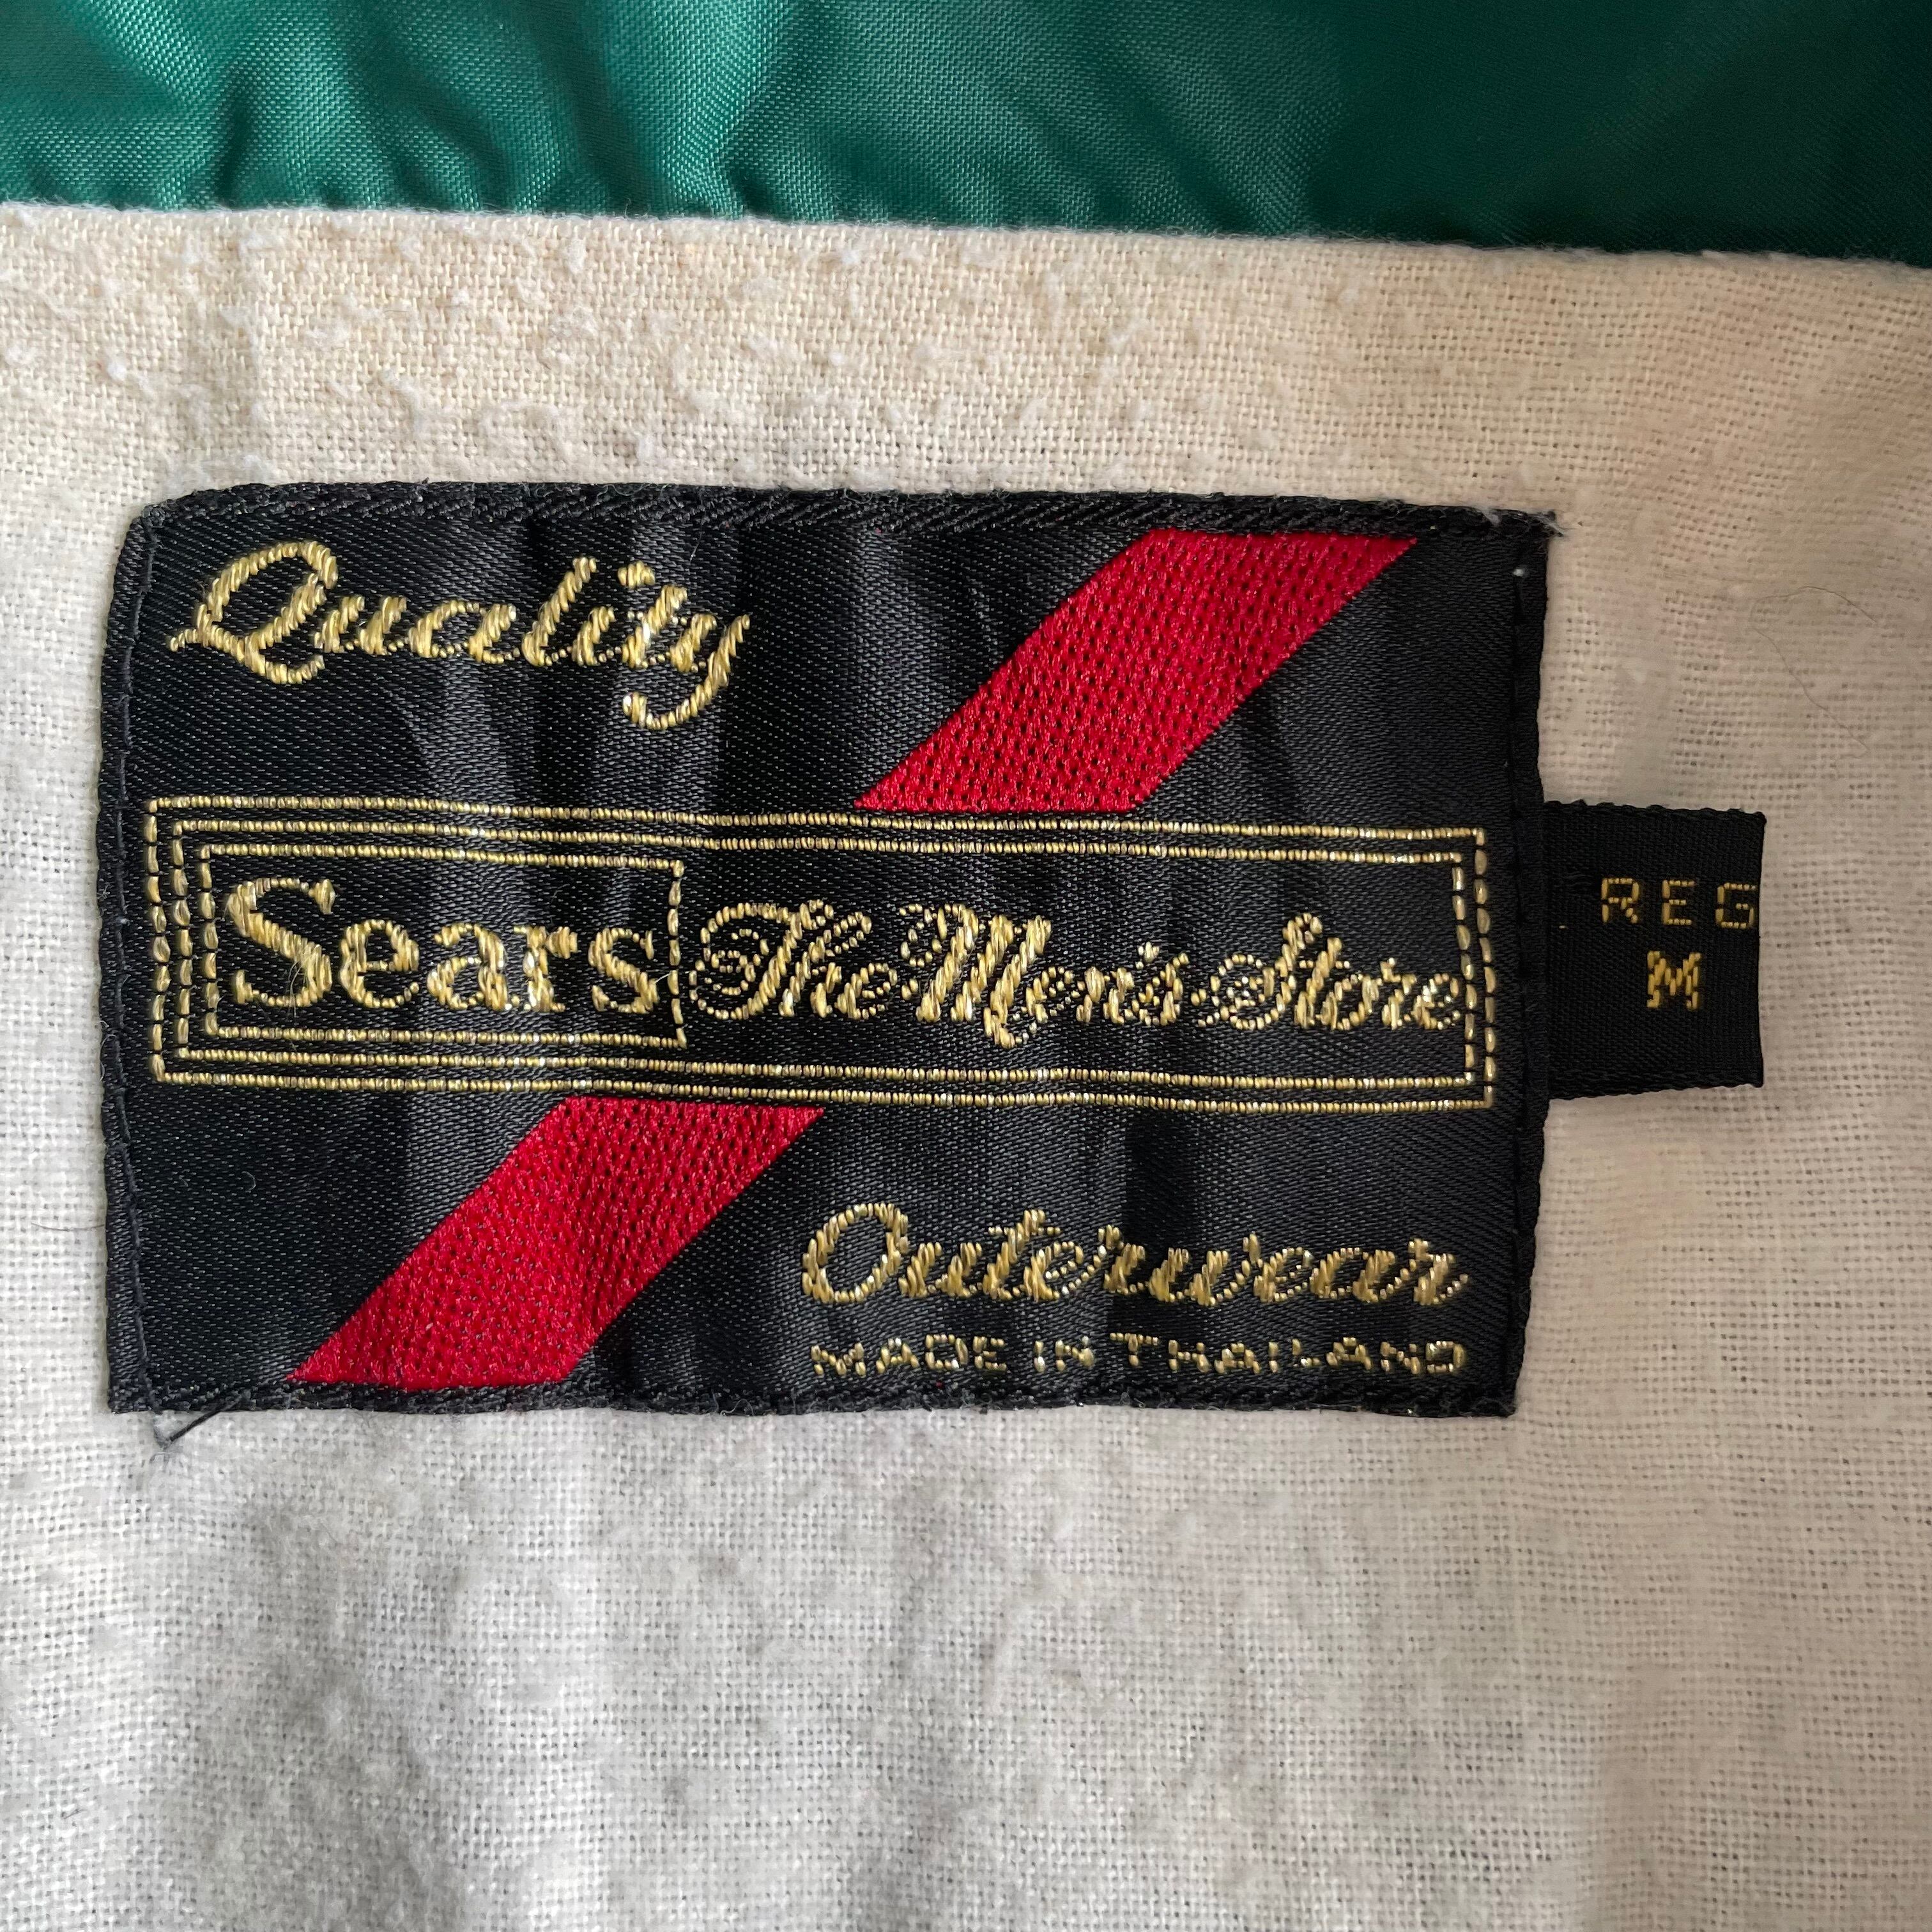 Quality
Sears The Men's Store
REG
M
Outerwear
MADE IN THAILAND